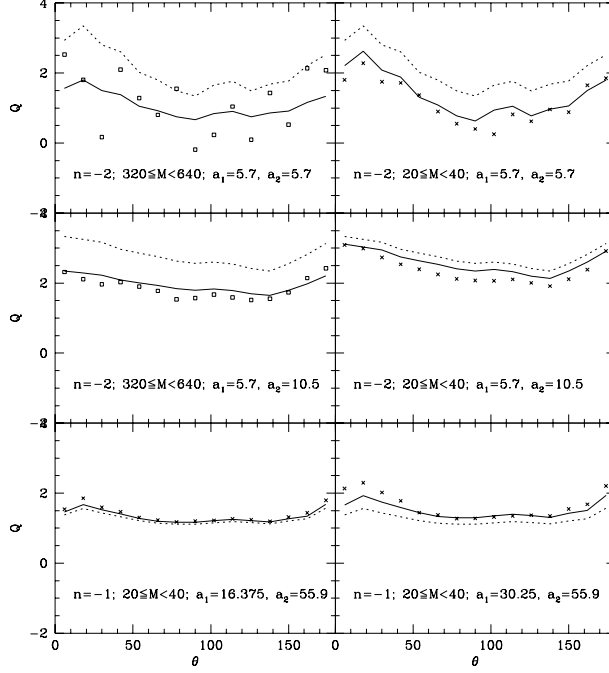 4
2
Q
0
n=−2; 320≦M<640; a₁=5.7, a₂=5.7
n=−2; 20≦M<40; a₁=5.7, a₂=5.7
−2
2
Q
0
n=−2; 320≦M<640; a₁=5.7, a₂=10.5
n=−2; 20≦M<40; a₁=5.7, a₂=10.5
−2
2
Q
0
n=−1; 20≦M<40; a₁=16.375, a₂=55.9
n=−1; 20≦M<40; a₁=30.25, a₂=55.9
−2
0 50 100 150 0 50 100 150
θ θ